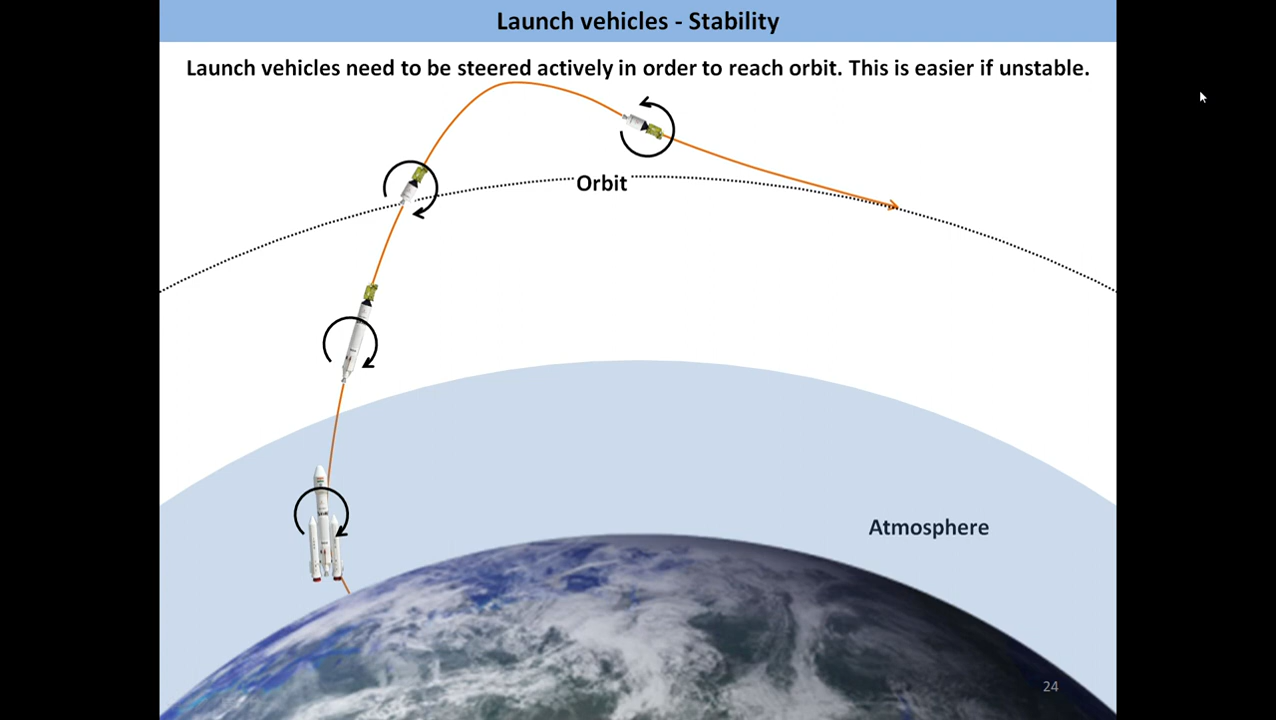 Launch vehicles - Stability
Launch vehicles need to be steered actively in order to reach orbit. This is easier if unstable.
Orbit
Atmosphere
24